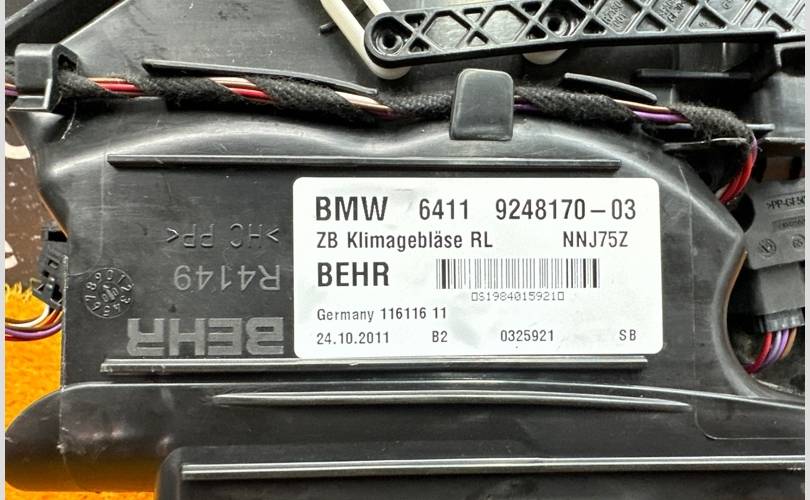 BMW 6411 9248170-03
ZB Klimagebläse RL NNJ75Z
BEHR
□S1984015921□
Germany 116116 11
24.10.2011 B2 0325921 SB
>HC PP<
R4149
BEHR